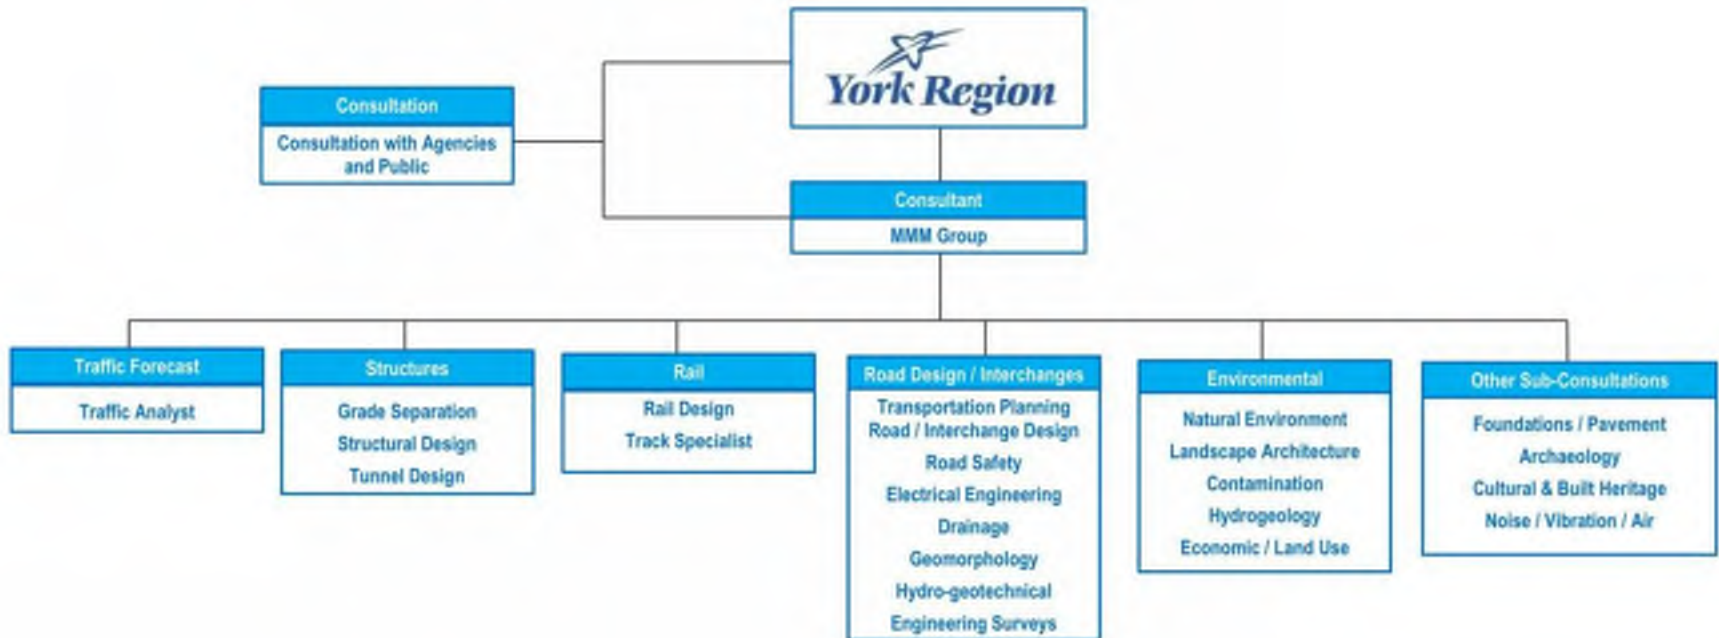 York Region
Consultation
Consultation with Agencies
and Public
Consultant
MMM Group
Traffic Forecast
Traffic Analyst
Structures
Grade Separation
Structural Design
Tunnel Design
Rail
Rail Design
Track Specialist
Road Design / Interchanges
Transportation Planning
Road / Interchange Design
Road Safety
Electrical Engineering
Drainage
Geomorphology
Hydro-geotechnical
Engineering Surveys
Environmental
Natural Environment
Landscape Architecture
Contamination
Hydrogeology
Economic / Land Use
Other Sub-Consultations
Foundations / Pavement
Archaeology
Cultural & Built Heritage
Noise / Vibration / Air